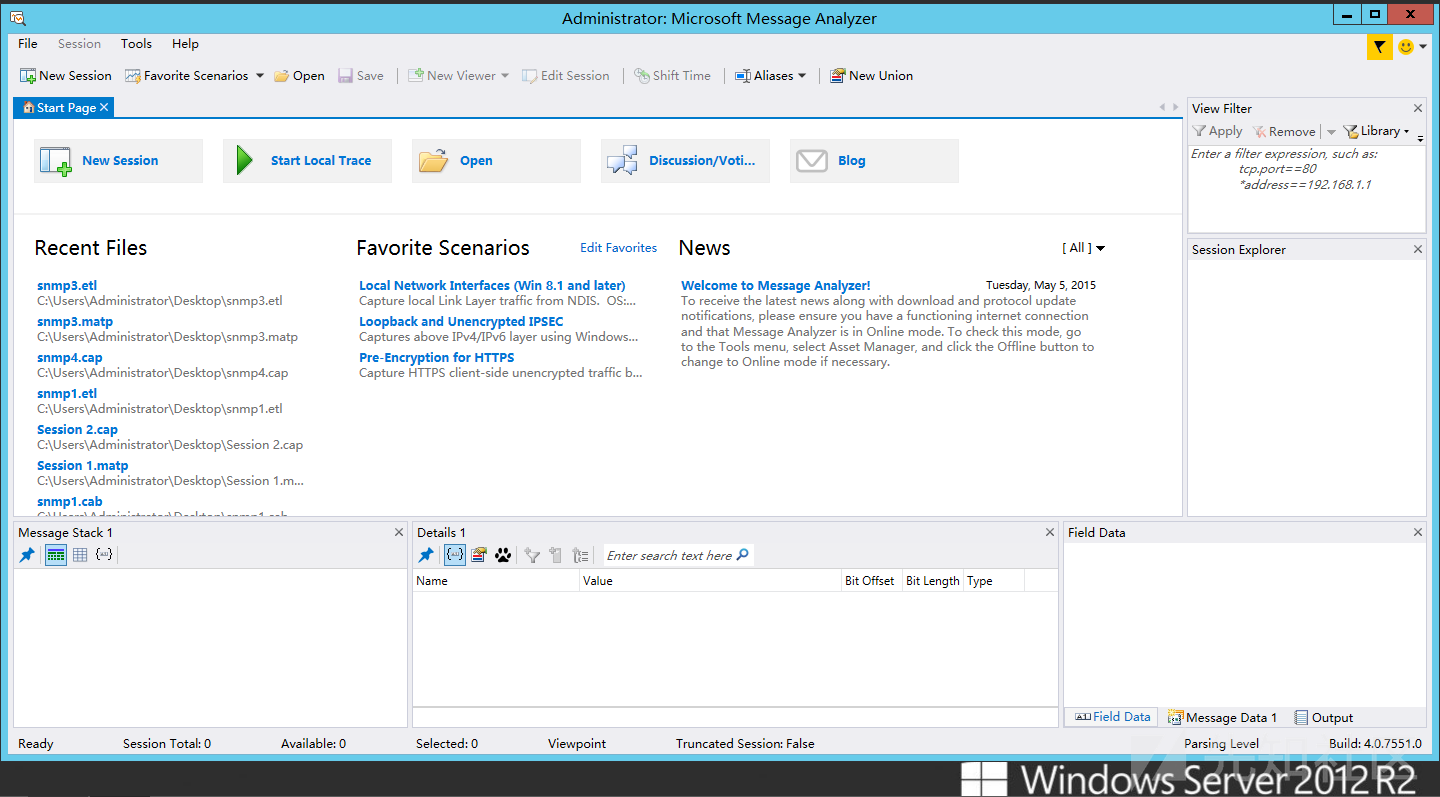 Administrator: Microsoft Message Analyzer
File Session Tools Help
New Session Favorite Scenarios Open Save New Viewer Edit Session Shift Time Aliases New Union
Start Page
New Session Start Local Trace Open Discussion/Voti... Blog
Recent Files
snmp3.etl
C:\Users\Administrator\Desktop\snmp3.etl
snmp3.matp
C:\Users\Administrator\Desktop\snmp3.matp
snmp4.cap
C:\Users\Administrator\Desktop\snmp4.cap
snmp1.etl
C:\Users\Administrator\Desktop\snmp1.etl
Session 2.cap
C:\Users\Administrator\Desktop\Session 2.cap
Session 1.matp
C:\Users\Administrator\Desktop\Session 1.m...
snmp1.cab
C:\Users\Administrator\Desktop\snmp1.cab
Favorite Scenarios Edit Favorites
Local Network Interfaces (Win 8.1 and later)
Capture local Link Layer traffic from NDIS. OS:...
Loopback and Unencrypted IPSEC
Captures above IPv4/IPv6 layer using Windows...
Pre-Encryption for HTTPS
Capture HTTPS client-side unencrypted traffic b...
News [ All ]
Welcome to Message Analyzer! Tuesday, May 5, 2015
To receive the latest news along with download and protocol update
notifications, please ensure you have a functioning internet connection
and that Message Analyzer is in Online mode. To check this mode, go
to the Tools menu, select Asset Manager, and click the Offline button to
change to Online mode if necessary.
View Filter
Apply Remove Library
Enter a filter expression, such as:
tcp.port==80
*address==192.168.1.1
Session Explorer
Message Stack 1
Details 1
Enter search text here
Name Value Bit Offset Bit Length Type
Field Data
Field Data Message Data 1 Output
Ready Session Total: 0 Available: 0 Selected: 0 Viewpoint Truncated Session: False Parsing Level Build: 4.0.7551.0
Windows Server 2012 R2